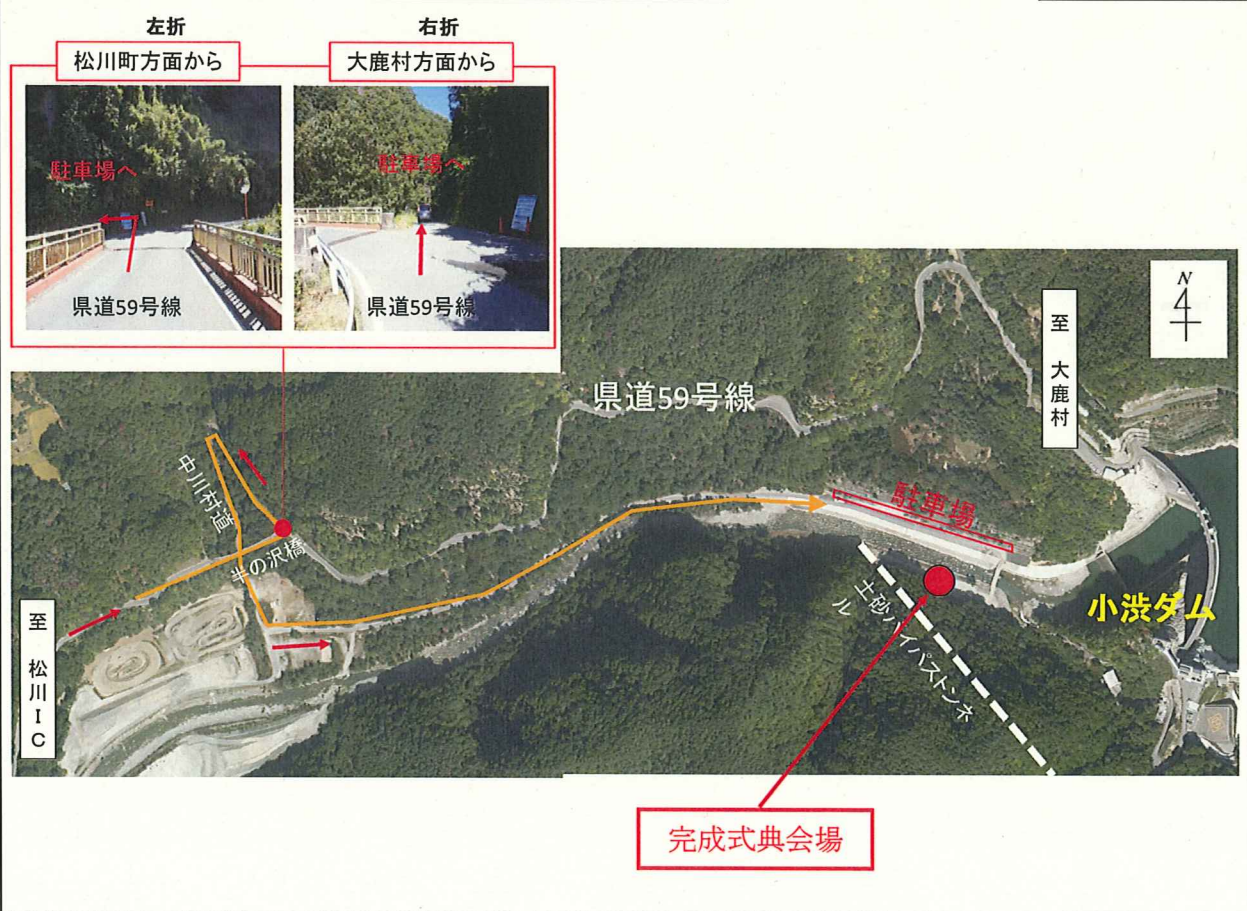 左折
右折
松川町方面から
大鹿村方面から
駐車場へ
駐車場へ
県道59号線
県道59号線
N
至 大鹿村
県道59号線
中川村道
半の沢橋
駐車場
小渋ダム
土砂バイパストンネ
ル
至 松川IC
完成式典会場